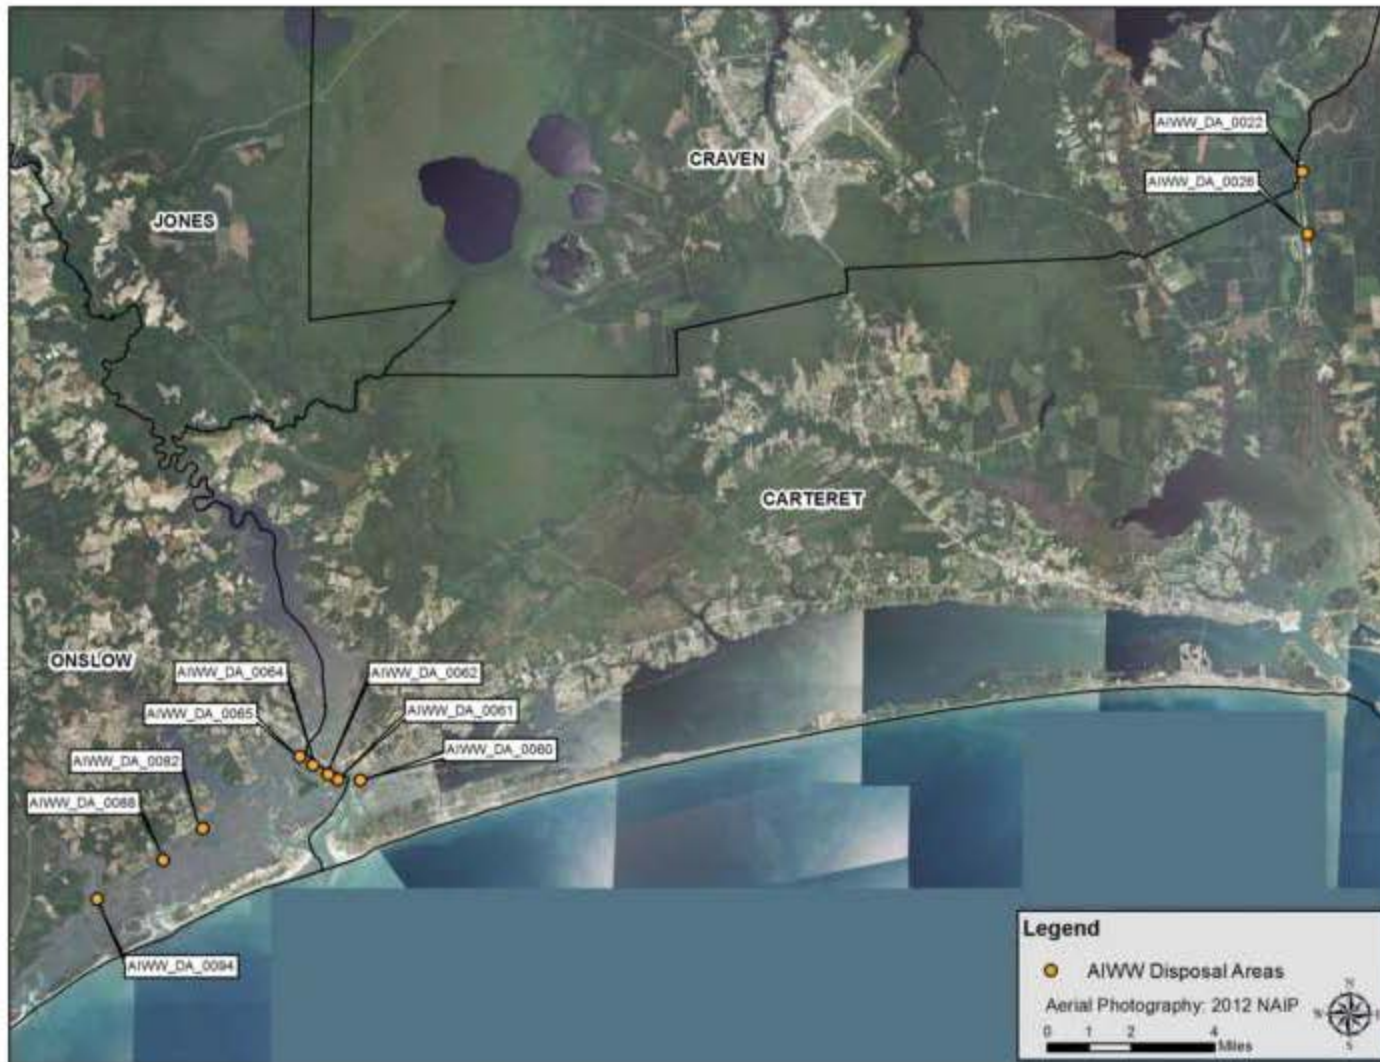 AIWW_DA_0022
CRAVEN
AIWW_DA_0026
JONES
CARTERET
ONSLOW
AIWW_DA_0064
AIWW_DA_0062
AIWW_DA_0065
AIWW_DA_0061
AIWW_DA_0060
AIWW_DA_0082
AIWW_DA_0088
AIWW_DA_0094
Legend
AIWW Disposal Areas
Aerial Photography: 2012 NAIP
N
W E
S
0 1 2 4
Miles